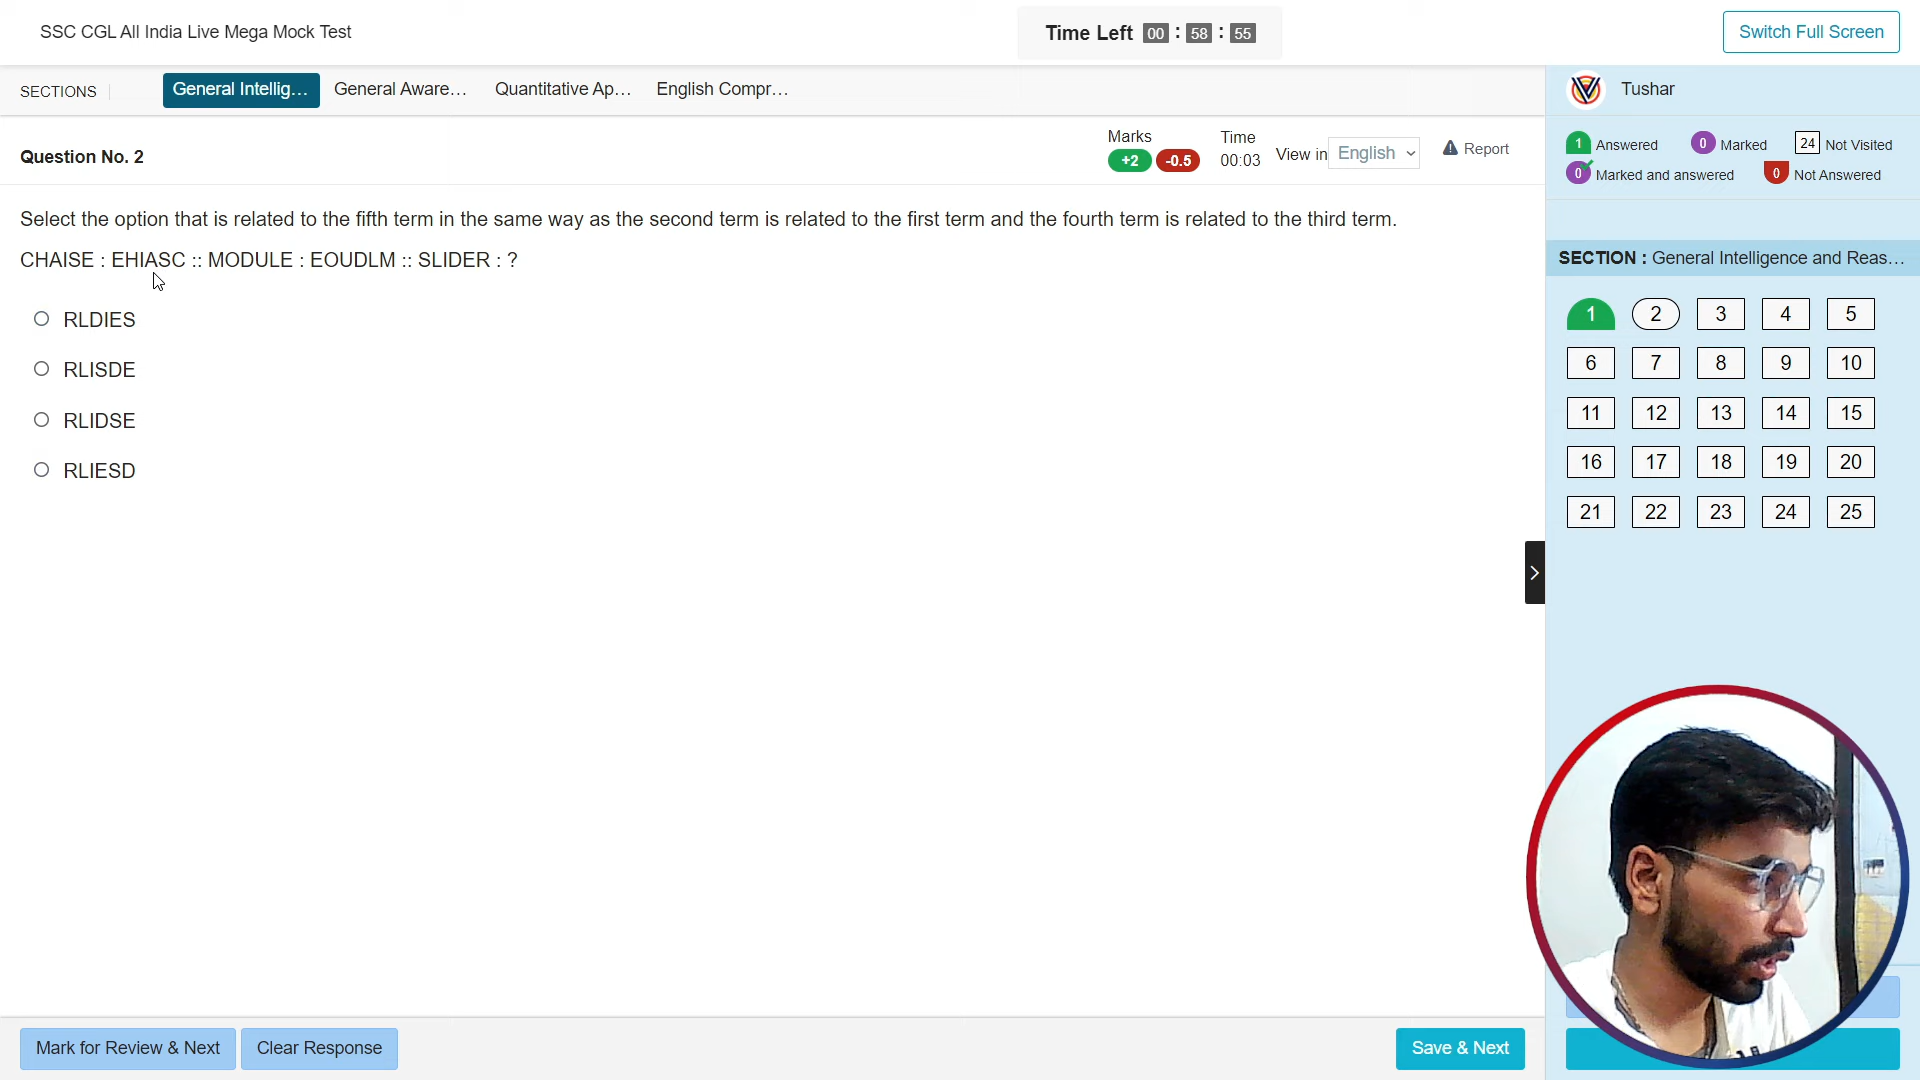 SSC CGL All India Live Mega Mock Test
Time Left 00 : 58 : 55
Switch Full Screen
SECTIONS
General Intellig...
General Aware...
Quantitative Ap...
English Compr...
Tushar
Question No. 2
Marks
+2 -0.5
Time
00:03
View in English
Report
1 Answered
0 Marked
24 Not Visited
0 Marked and answered
0 Not Answered
Select the option that is related to the fifth term in the same way as the second term is related to the first term and the fourth term is related to the third term.
CHAISE : EHIASC :: MODULE : EOUDLM :: SLIDER : ?
RLDIES
RLISDE
RLIDSE
RLIESD
SECTION : General Intelligence and Reas...
1 2 3 4 5
6 7 8 9 10
11 12 13 14 15
16 17 18 19 20
21 22 23 24 25
Mark for Review & Next
Clear Response
Save & Next